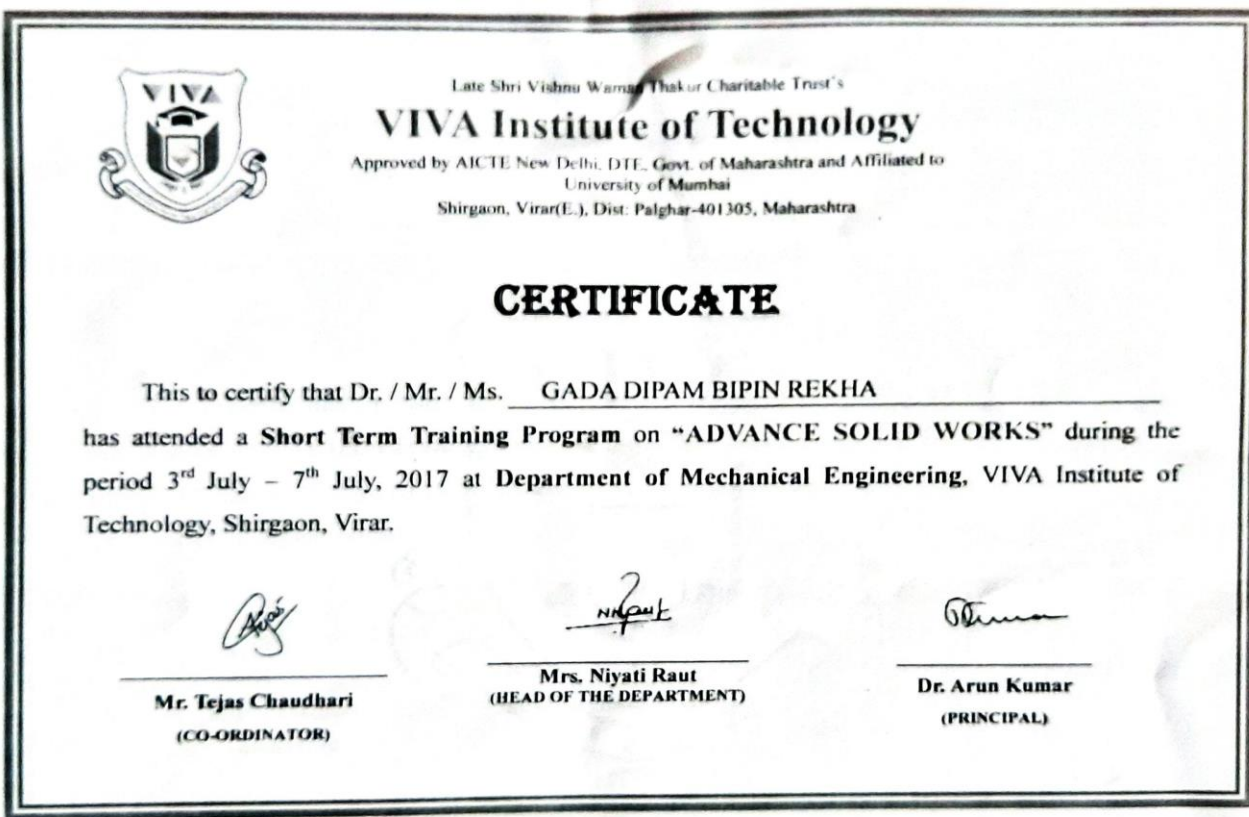 VIVA
Late Shri Vishnu Waman Thakur Charitable Trust's
VIVA Institute of Technology
Approved by AICTE New Delhi, DTE, Govt. of Maharashtra and Affiliated to
University of Mumbai
Shirgaon, Virar(E.), Dist: Palghar-401305, Maharashtra
CERTIFICATE
This to certify that Dr. / Mr. / Ms. GADA DIPAM BIPIN REKHA
has attended a Short Term Training Program on “ADVANCE SOLID WORKS” during the
period 3rd July – 7th July, 2017 at Department of Mechanical Engineering, VIVA Institute of
Technology, Shirgaon, Virar.
Mr. Tejas Chaudhari
(CO-ORDINATOR)
Mrs. Niyati Raut
(HEAD OF THE DEPARTMENT)
Dr. Arun Kumar
(PRINCIPAL)